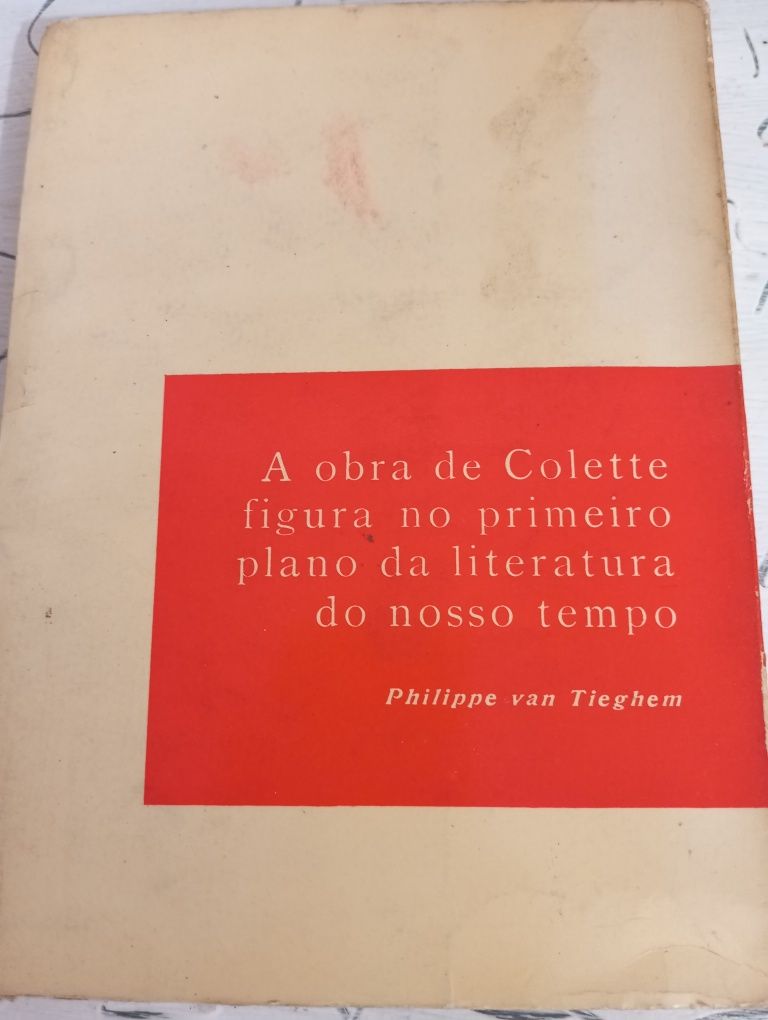 A obra de Colette
figura no primeiro
plano da literatura
do nosso tempo
Philippe van Tieghem